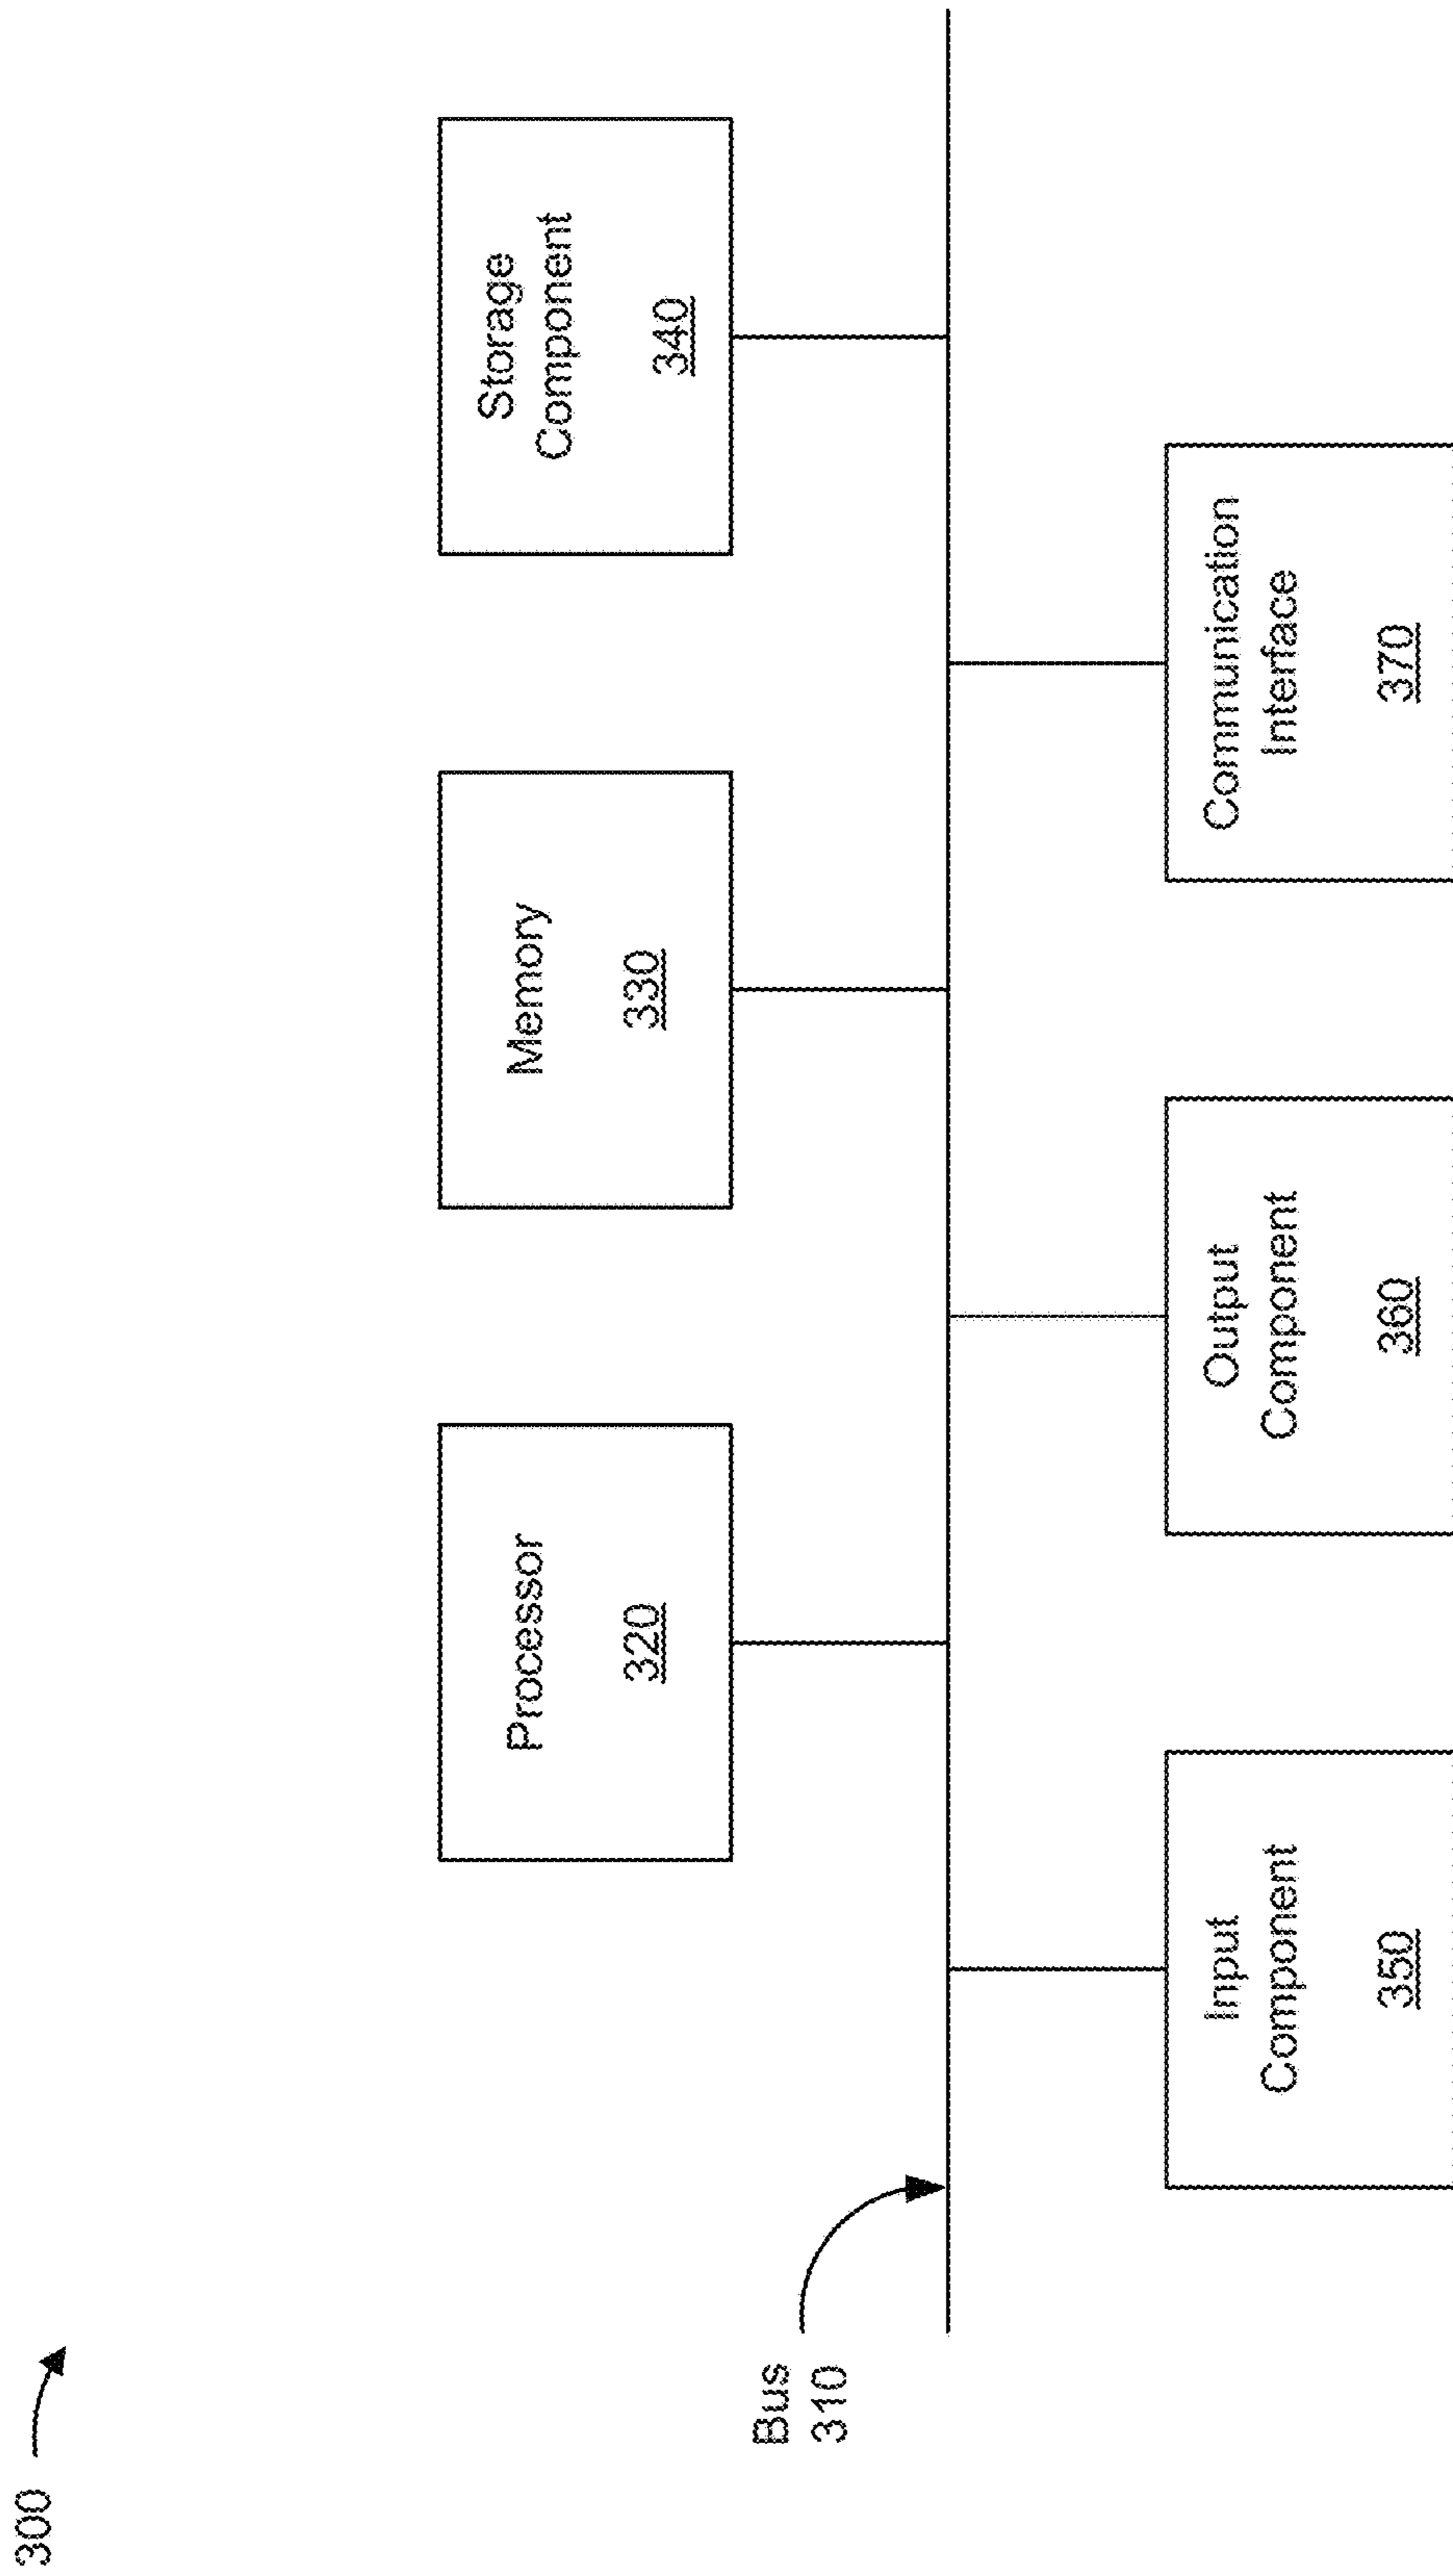 300
Processor
320
Memory
330
Storage
Component
340
Bus
310
Input
Component
350
Output
Component
360
Communication
Interface
370